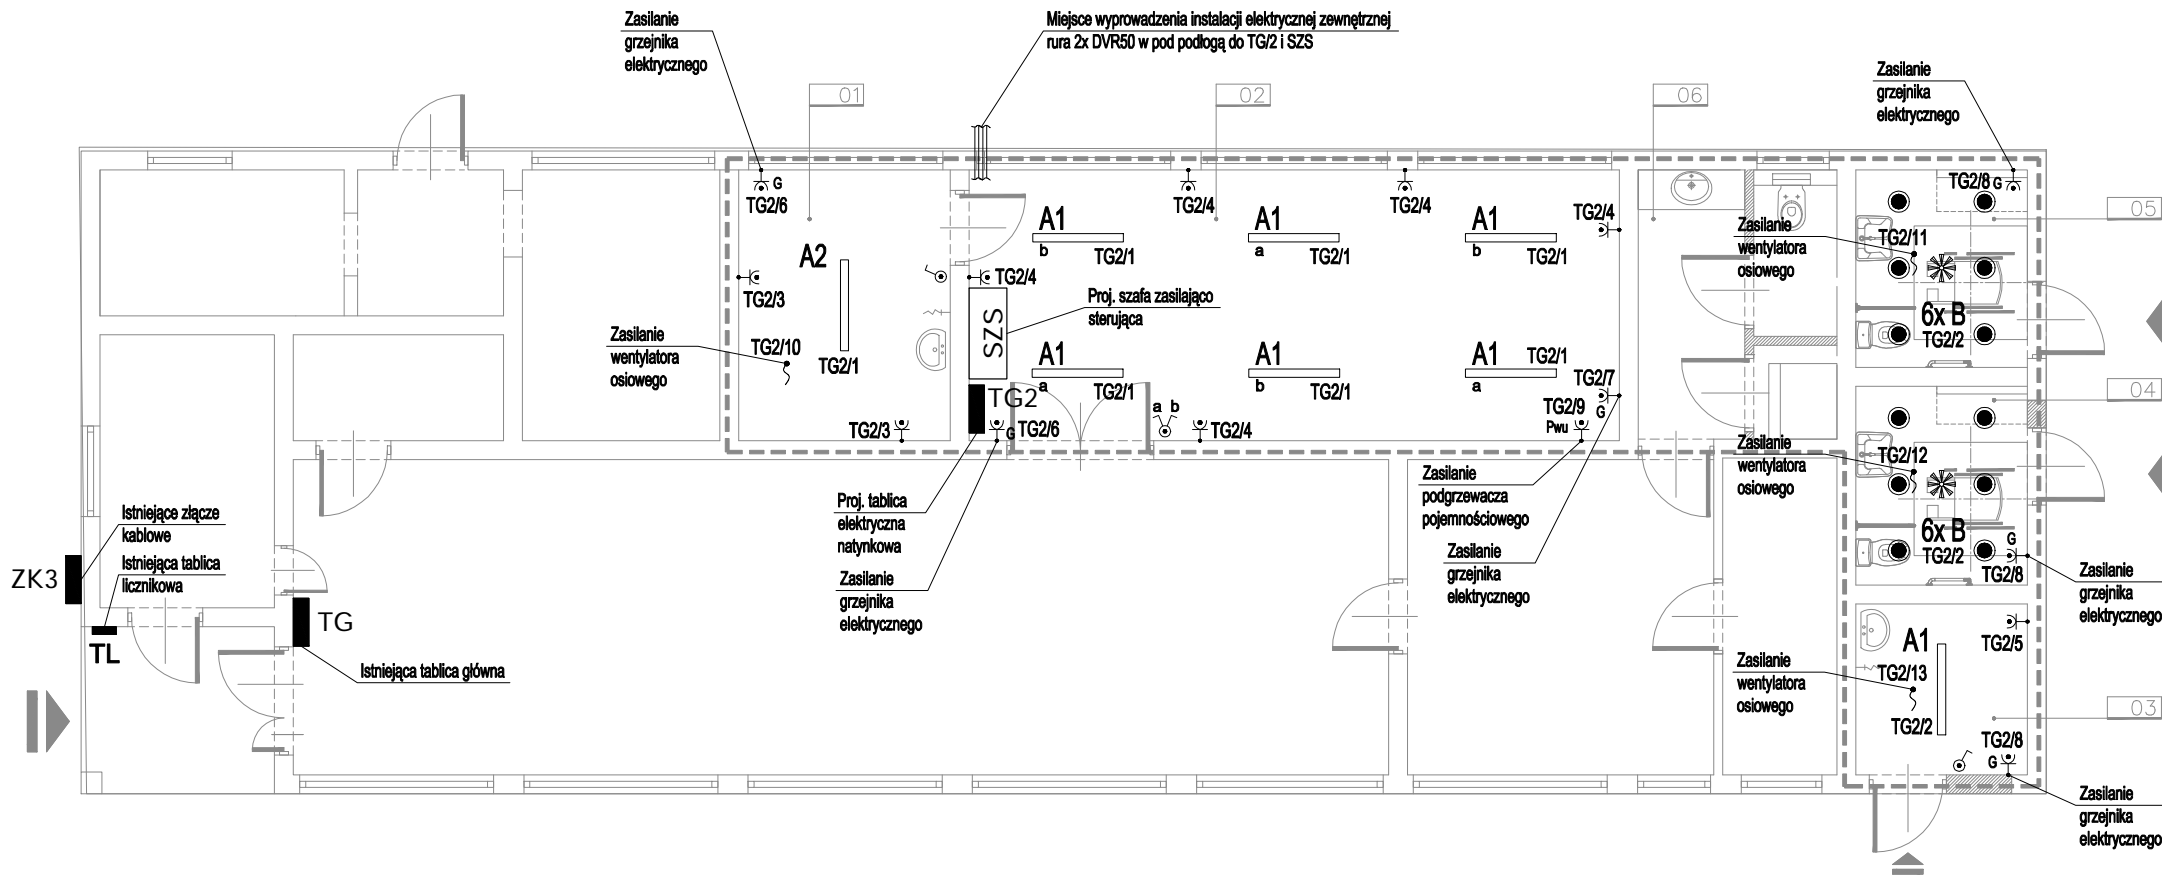 Zasilanie
grzejnika
elektrycznego
Miejsce wyprowadzenia instalacji elektrycznej zewnętrznej
rura 2x DVR50 w pod podłogą do TG/2 i SZS
Zasilanie
grzejnika
elektrycznego
01
02
06
05
04
03
G
TG2/6
TG2/4
TG2/4
TG2/4
TG2/8 G
A1
b
TG2/1
A1
a
TG2/1
A1
b
TG2/1
A2
TG2/3
TG2/4
TG2/10
TG2/1
Zasilanie
wentylatora
osiowego
Proj. szafa zasilająco
sterująca
SZS
A1
a
TG2/1
A1
b
TG2/1
A1
a
TG2/1
TG2/7
G
TG2/9
Pwu
TG2
TG2/3
G
TG2/6
a b
TG2/4
Zasilanie
wentylatora
osiowego
TG2/11
6x B
TG2/2
Zasilanie
wentylatora
osiowego
TG2/12
6x B
TG2/2
G
TG2/8
Zasilanie
grzejnika
elektrycznego
Zasilanie
podgrzewacza
pojemnościowego
Zasilanie
grzejnika
elektrycznego
Proj. tablica
elektryczna
natynkowa
Zasilanie
grzejnika
elektrycznego
Istniejące złącze
kablowe
Istniejąca tablica
licznikowa
ZK3
TL
TG
Istniejąca tablica główna
A1
TG2/5
Zasilanie
wentylatora
osiowego
TG2/13
TG2/2
TG2/8
G
Zasilanie
grzejnika
elektrycznego